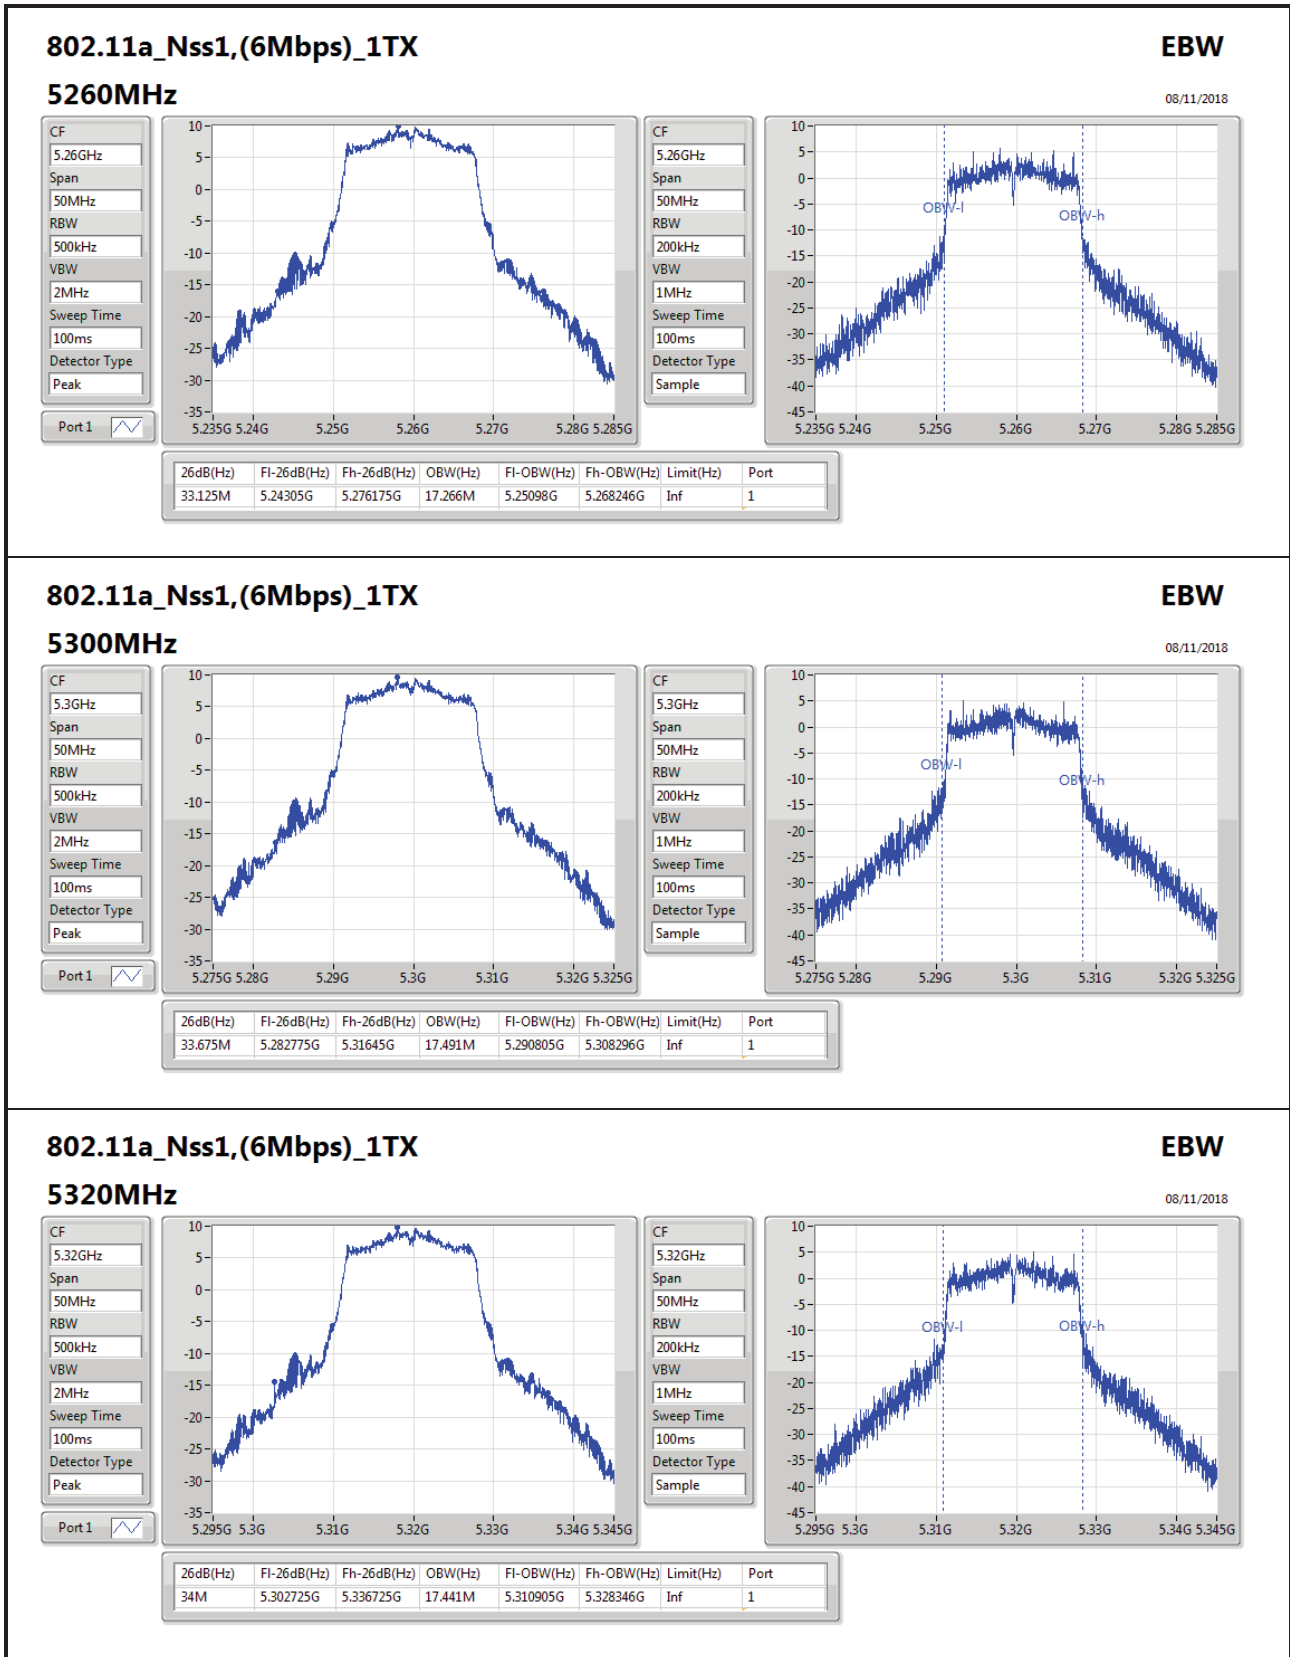 802.11a_Nss1,(6Mbps)_1TX EBW
5260MHz 08/11/2018
CF
5.26GHz
Span
50MHz
RBW
500kHz
VBW
2MHz
Sweep Time
100ms
Detector Type
Peak
Port 1
10
5
0
-5
-10
-15
-20
-25
-30
-35
5.235G 5.24G 5.25G 5.26G 5.27G 5.28G 5.285G
CF
5.26GHz
Span
50MHz
RBW
200kHz
VBW
1MHz
Sweep Time
100ms
Detector Type
Sample
10
5
0
-5
-10
-15
-20
-25
-30
-35
-40
-45
OBW-l
OBW-h
5.235G 5.24G 5.25G 5.26G 5.27G 5.28G 5.285G
26dB(Hz) Fl-26dB(Hz) Fh-26dB(Hz) OBW(Hz) Fl-OBW(Hz) Fh-OBW(Hz) Limit(Hz) Port
33.125M 5.24305G 5.276175G 17.266M 5.25098G 5.268246G Inf 1
802.11a_Nss1,(6Mbps)_1TX EBW
5300MHz 08/11/2018
CF
5.3GHz
Span
50MHz
RBW
500kHz
VBW
2MHz
Sweep Time
100ms
Detector Type
Peak
Port 1
10
5
0
-5
-10
-15
-20
-25
-30
-35
5.275G 5.28G 5.29G 5.3G 5.31G 5.32G 5.325G
CF
5.3GHz
Span
50MHz
RBW
200kHz
VBW
1MHz
Sweep Time
100ms
Detector Type
Sample
10
5
0
-5
-10
-15
-20
-25
-30
-35
-40
-45
OBW-l
OBW-h
5.275G 5.28G 5.29G 5.3G 5.31G 5.32G 5.325G
26dB(Hz) Fl-26dB(Hz) Fh-26dB(Hz) OBW(Hz) Fl-OBW(Hz) Fh-OBW(Hz) Limit(Hz) Port
33.675M 5.282775G 5.31645G 17.491M 5.290805G 5.308296G Inf 1
802.11a_Nss1,(6Mbps)_1TX EBW
5320MHz 08/11/2018
CF
5.32GHz
Span
50MHz
RBW
500kHz
VBW
2MHz
Sweep Time
100ms
Detector Type
Peak
Port 1
10
5
0
-5
-10
-15
-20
-25
-30
-35
5.295G 5.3G 5.31G 5.32G 5.33G 5.34G 5.345G
CF
5.32GHz
Span
50MHz
RBW
200kHz
VBW
1MHz
Sweep Time
100ms
Detector Type
Sample
10
5
0
-5
-10
-15
-20
-25
-30
-35
-40
-45
OBW-l
OBW-h
5.295G 5.3G 5.31G 5.32G 5.33G 5.34G 5.345G
26dB(Hz) Fl-26dB(Hz) Fh-26dB(Hz) OBW(Hz) Fl-OBW(Hz) Fh-OBW(Hz) Limit(Hz) Port
34M 5.302725G 5.336725G 17.441M 5.310905G 5.328346G Inf 1